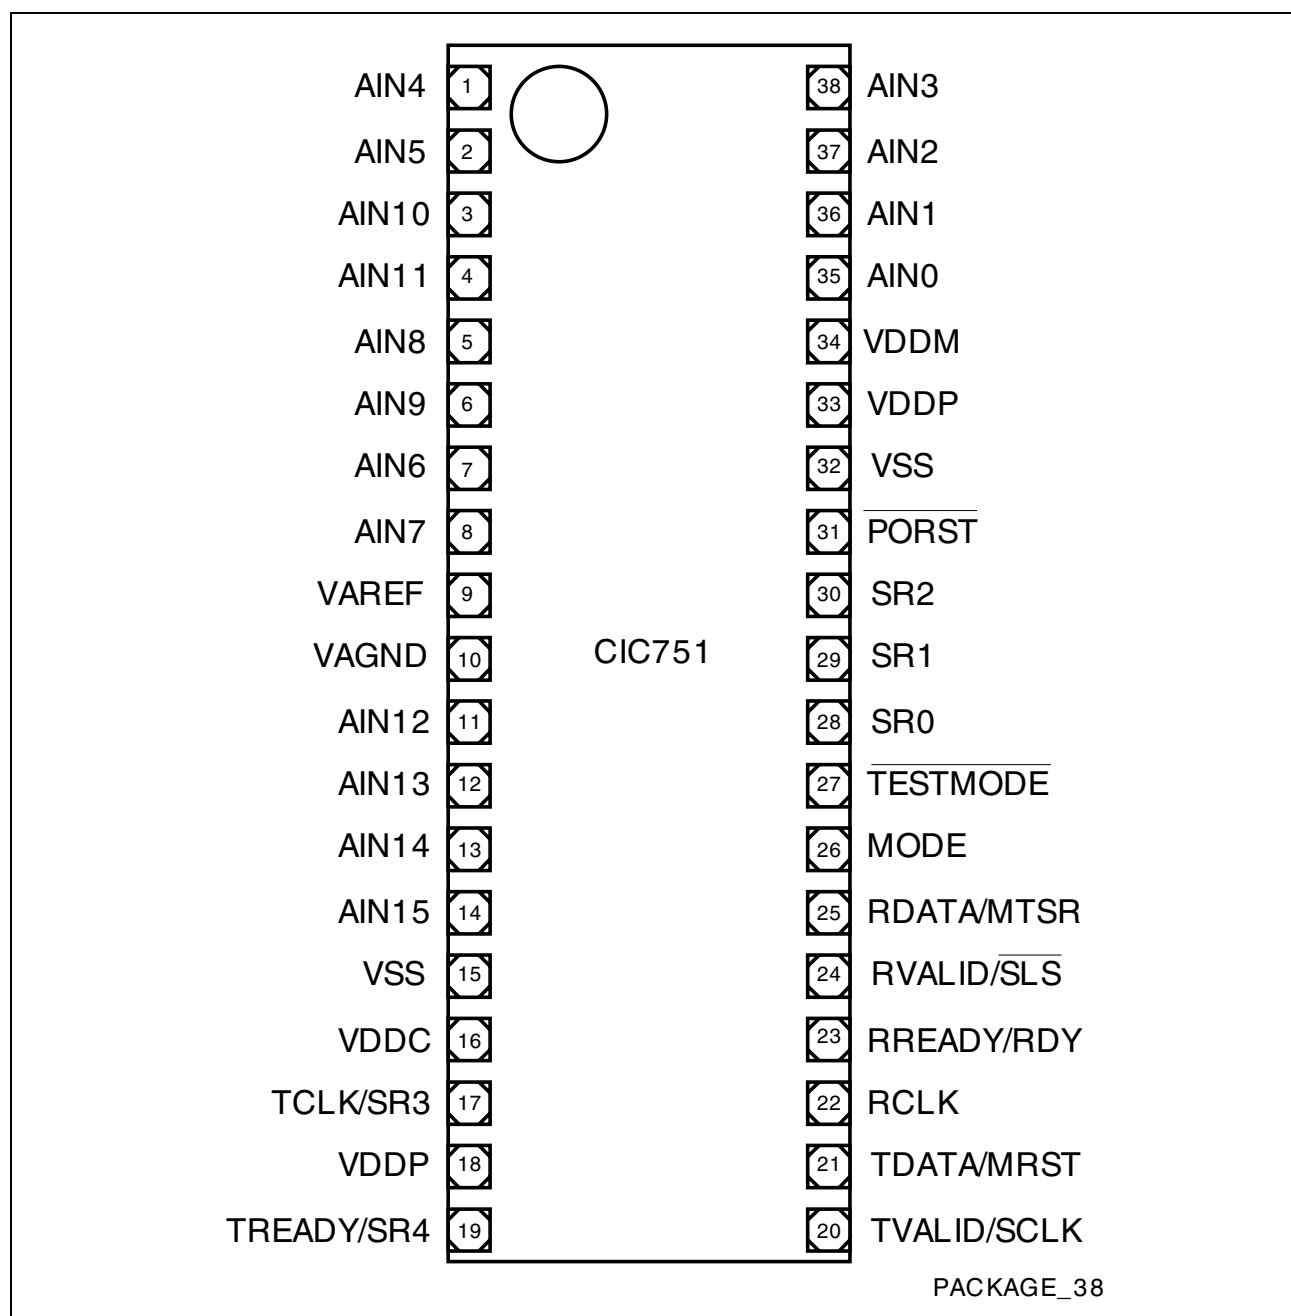 AIN4 1 38 AIN3
AIN5 2 37 AIN2
AIN10 3 36 AIN1
AIN11 4 35 AIN0
AIN8 5 34 VDDM
AIN9 6 33 VDDP
AIN6 7 32 VSS
AIN7 8 31 PORST
VAREF 9 30 SR2
VAGND 10 CIC751 29 SR1
AIN12 11 28 SR0
AIN13 12 27 TESTMODE
AIN14 13 26 MODE
AIN15 14 25 RDATA/MTSR
VSS 15 24 RVALID/SLS
VDDC 16 23 RREADY/RDY
TCLK/SR3 17 22 RCLK
VDDP 18 21 TDATA/MRST
TREADY/SR4 19 20 TVALID/SCLK
PACKAGE_38